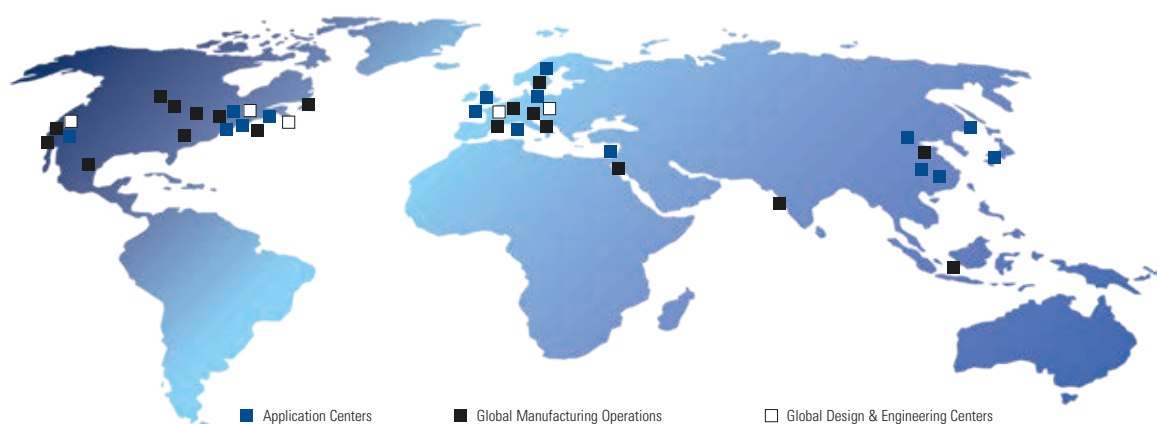 Application Centers
Global Manufacturing Operations
Global Design & Engineering Centers